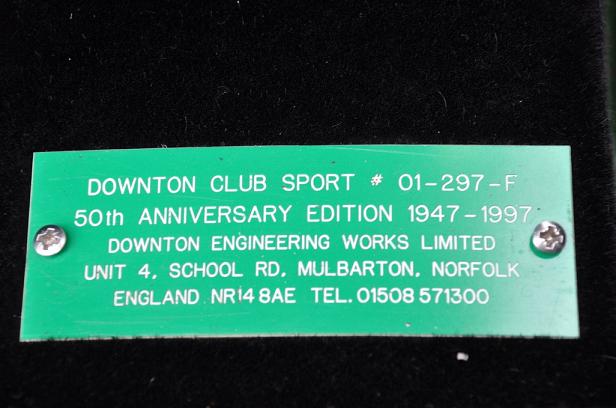 DOWNTON CLUB SPORT # 01-297-F
50th ANNIVERSARY EDITION 1947-1997
DOWNTON ENGINEERING WORKS LIMITED
UNIT 4, SCHOOL RD, MULBARTON, NORFOLK
ENGLAND NR14 8AE TEL. 01508 571300